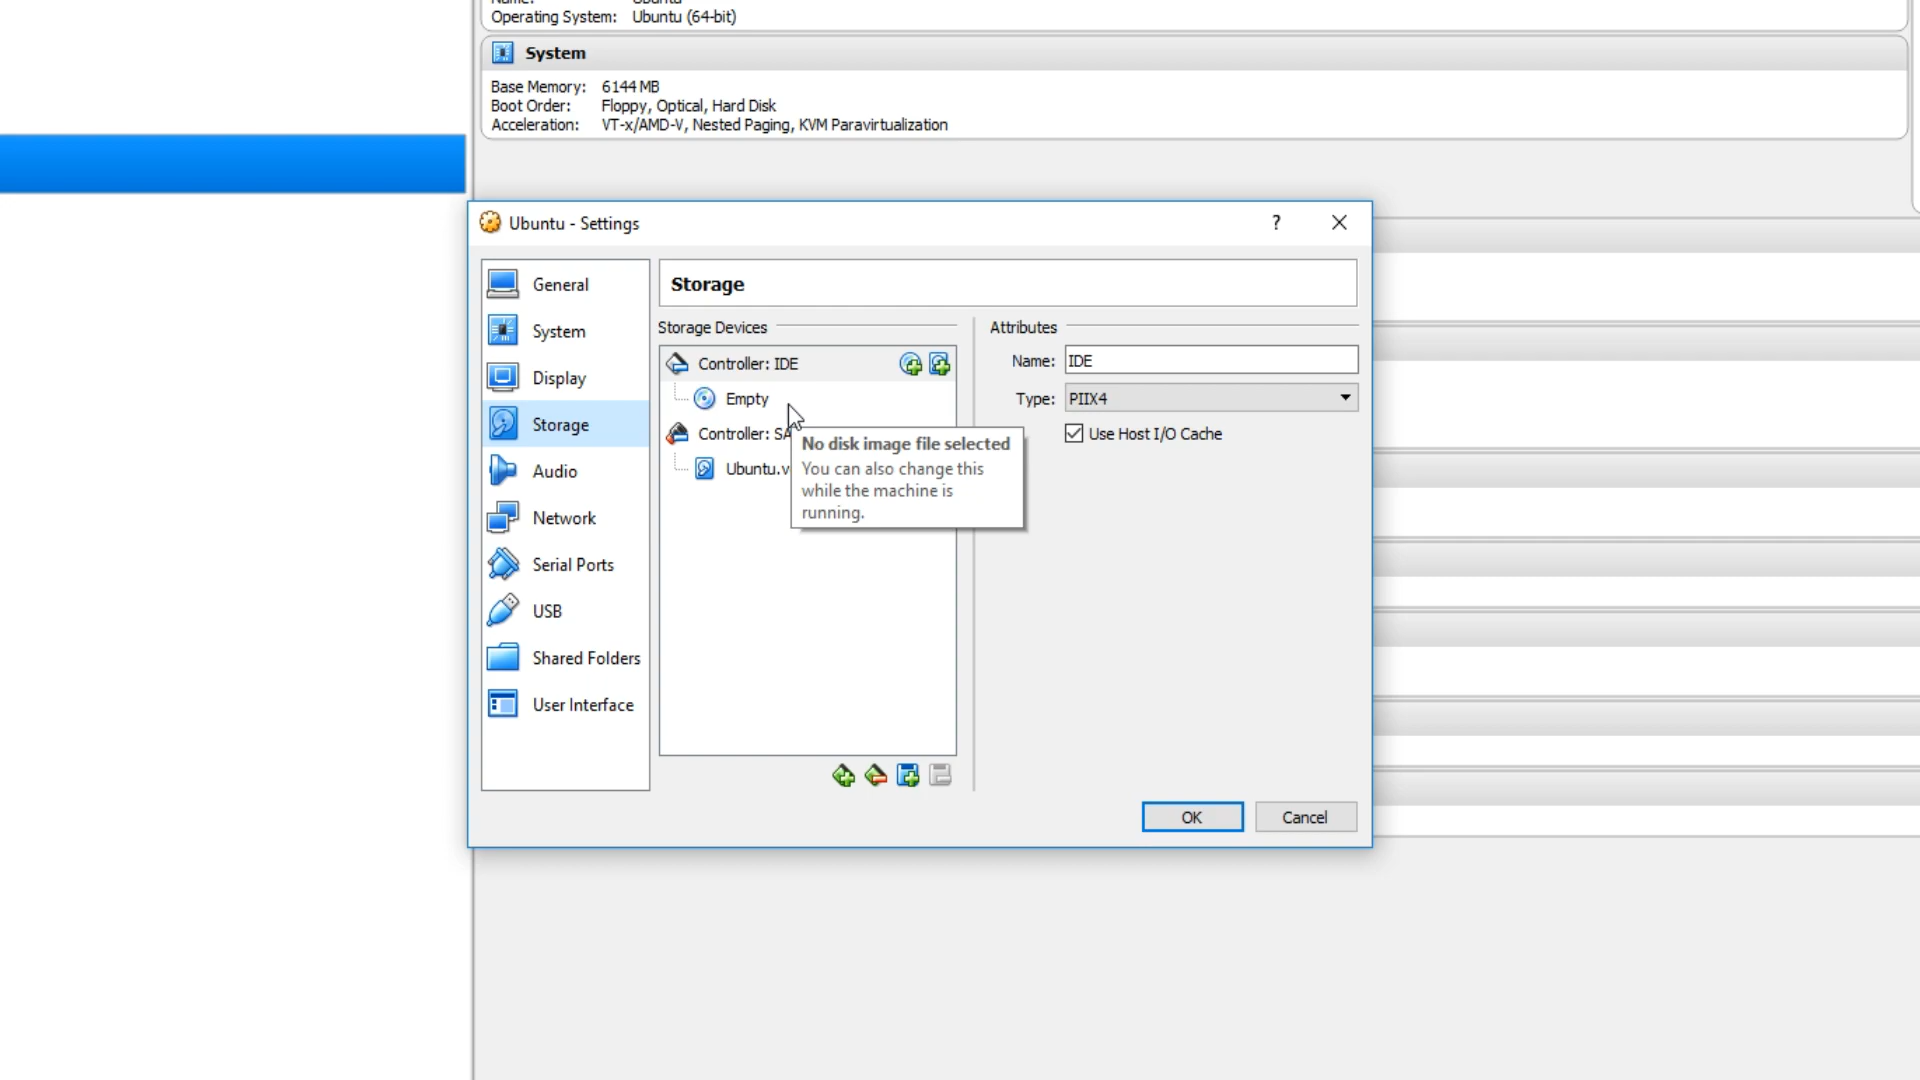 Operating System: Ubuntu (64-bit)
System
Base Memory: 6144 MB
Boot Order: Floppy, Optical, Hard Disk
Acceleration: VT-x/AMD-V, Nested Paging, KVM Paravirtualization
Ubuntu - Settings
?
General
System
Display
Storage
Audio
Network
Serial Ports
USB
Shared Folders
User Interface
Storage
Storage Devices
Controller: IDE
Empty
Controller: SA
Ubuntu.v
No disk image file selected
You can also change this
while the machine is
running.
Attributes
Name: IDE
Type: PIIX4
Use Host I/O Cache
OK
Cancel